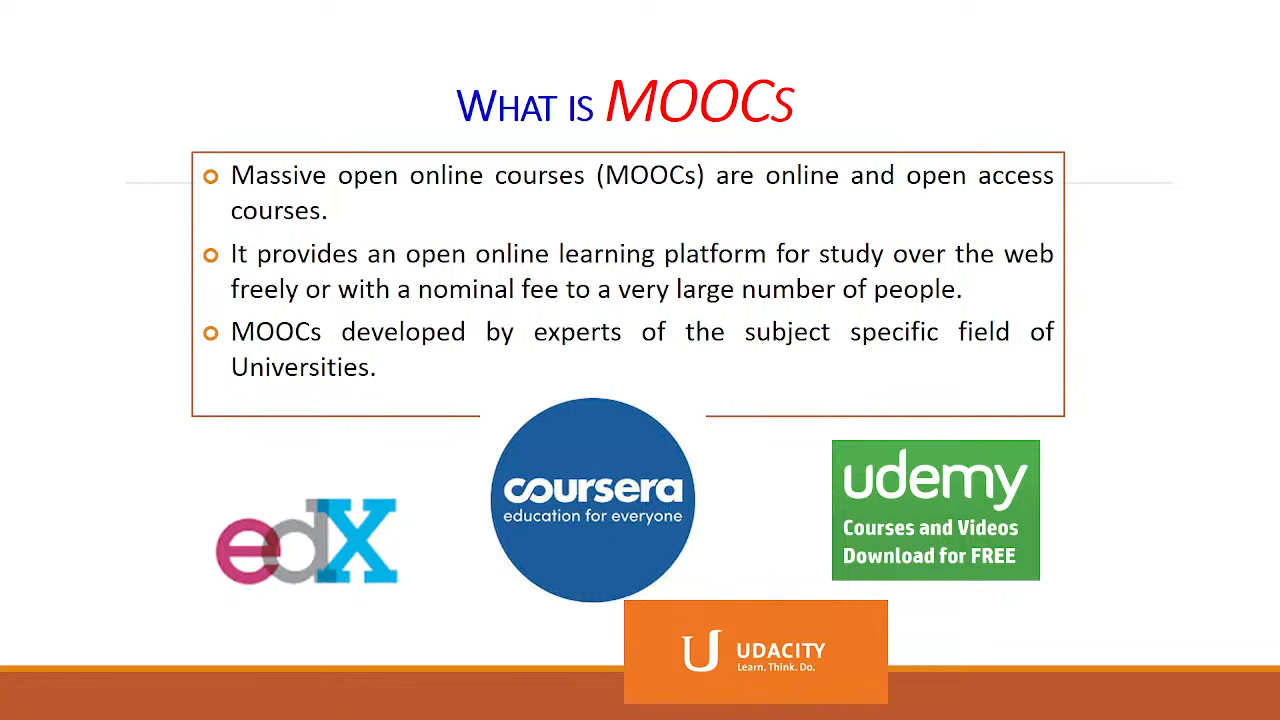 WHAT IS MOOCS
Massive open online courses (MOOCs) are online and open access
courses.
It provides an open online learning platform for study over the web
freely or with a nominal fee to a very large number of people.
MOOCs developed by experts of the subject specific field of
Universities.
edX
coursera
education for everyone
udemy
Courses and Videos
Download for FREE
UDACITY
Learn. Think. Do.